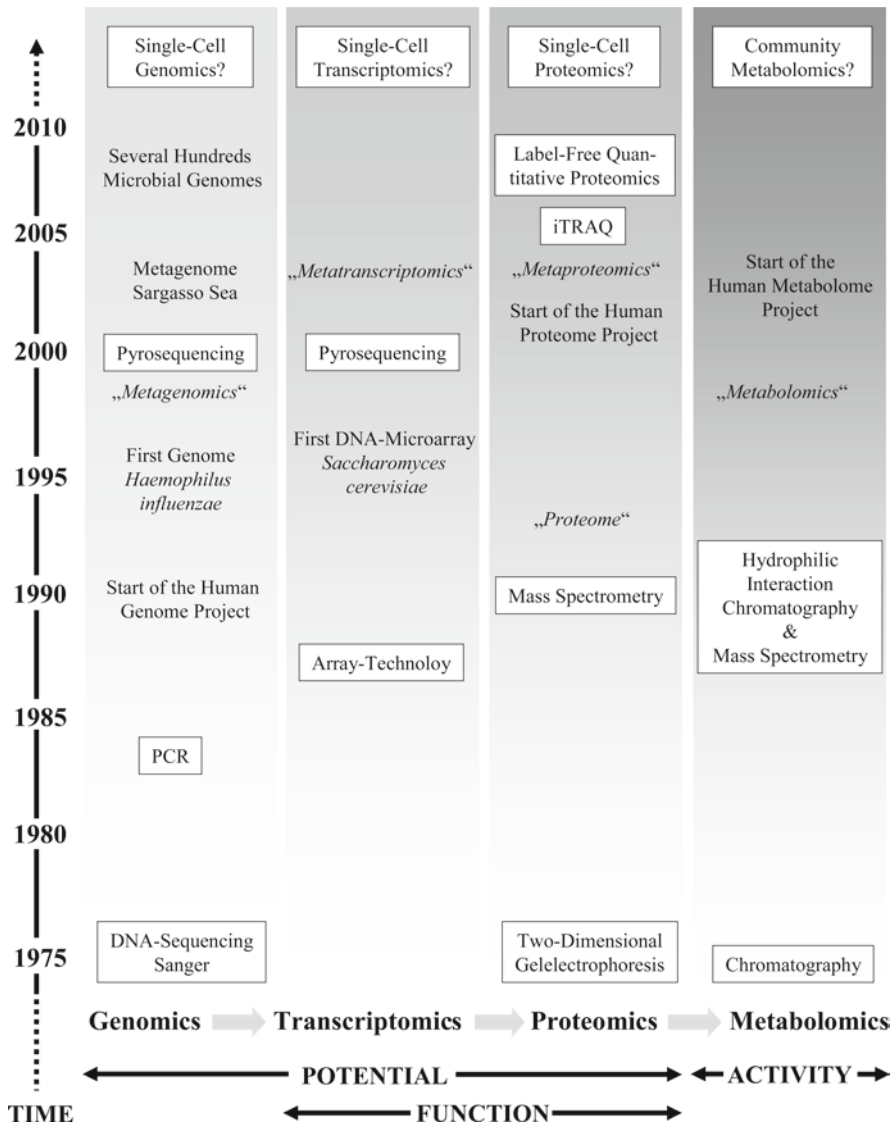 Single-Cell
Genomics?
Single-Cell
Transcriptomics?
Single-Cell
Proteomics?
Community
Metabolomics?
2010
Several Hundreds
Microbial Genomes
Label-Free Quan-
titative Proteomics
2005
iTRAQ
Metagenome
Sargasso Sea
„Metatranscriptomics“
„Metaproteomics“
Start of the Human
Proteome Project
Start of the
Human Metabolome
Project
2000
Pyrosequencing
Pyrosequencing
„Metagenomics“
„Metabolomics“
1995
First Genome
Haemophilus
influenzae
First DNA-Microarray
Saccharomyces
cerevisiae
„Proteome“
1990
Start of the Human
Genome Project
Mass Spectrometry
Hydrophilic
Interaction
Chromatography
&
Mass Spectrometry
Array-Technoloy
1985
PCR
1980
1975
DNA-Sequencing
Sanger
Two-Dimensional
Gelelectrophoresis
Chromatography
Genomics
Transcriptomics
Proteomics
Metabolomics
POTENTIAL
ACTIVITY
TIME
FUNCTION